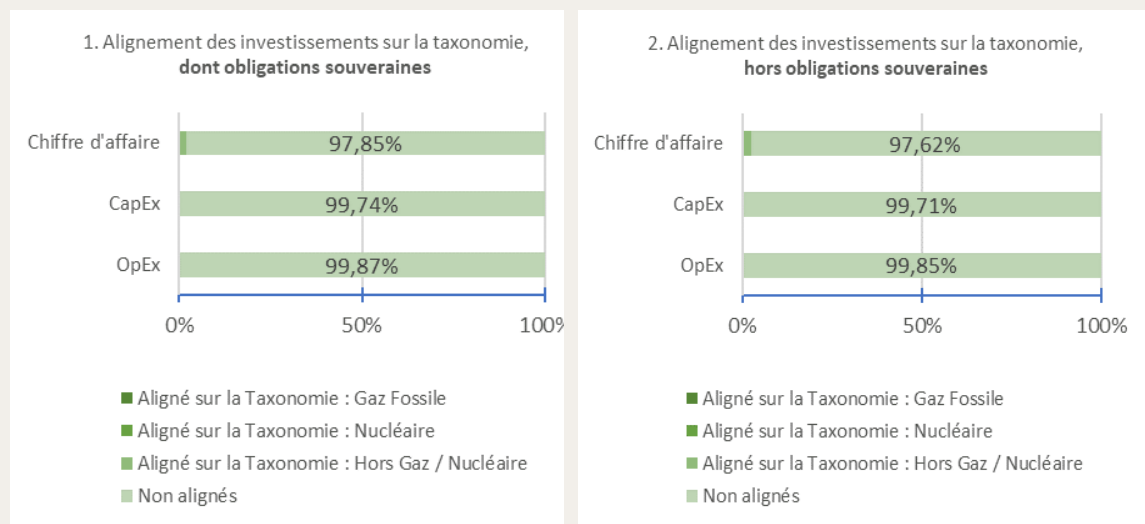 1. Alignement des investissements sur la taxonomie,
dont obligations souveraines
Chiffre d'affaire
97,85%
CapEx
99,74%
OpEx
99,87%
0%
50%
100%
Aligné sur la Taxonomie : Gaz Fossile
Aligné sur la Taxonomie : Nucléaire
Aligné sur la Taxonomie : Hors Gaz / Nucléaire
Non alignés
2. Alignement des investissements sur la taxonomie,
hors obligations souveraines
Chiffre d'affaire
97,62%
CapEx
99,71%
OpEx
99,85%
0%
50%
100%
Aligné sur la Taxonomie : Gaz Fossile
Aligné sur la Taxonomie : Nucléaire
Aligné sur la Taxonomie : Hors Gaz / Nucléaire
Non alignés